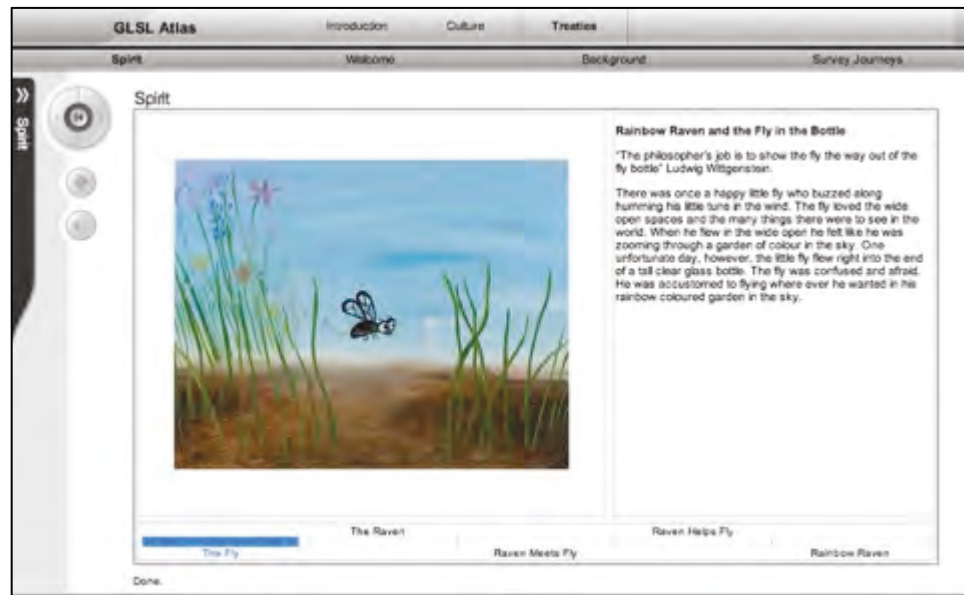 GLSL Atlas Introduction Culture Treaties
Spirit Welcome Background Survey Journeys
Spirit
Spirit
Rainbow Raven and the Fly in the Bottle
"The philosopher's job is to show the fly the way out of the
fly bottle" Ludwig Wittgenstein.
There was once a happy little fly who buzzed along
humming his little tune in the wind. The fly loved the wide
open spaces and the many things there were to see in the
world. When he flew in the wide open he felt like he was
zooming through a garden of colour in the sky. One
unfortunate day, however, the little fly flew right into the end
of a tall clear glass bottle. The fly was confused and afraid.
He was accustomed to flying where ever he wanted in his
rainbow coloured garden in the sky.
The Raven Raven Helps Fly
The Fly Raven Meets Fly Rainbow Raven
Done.